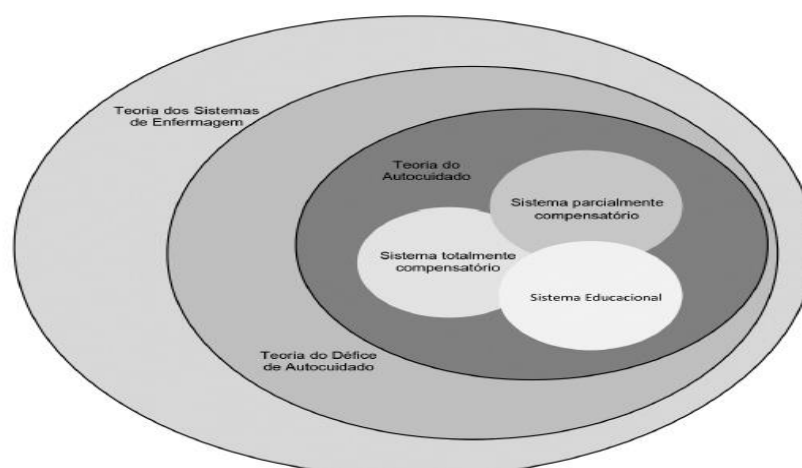 Teoria dos Sistemas
de Enfermagem
Teoria do
Autocuidado
Sistema parcialmente
compensatório
Sistema totalmente
compensatório
Sistema Educacional
Teoria do Défice
de Autocuidado